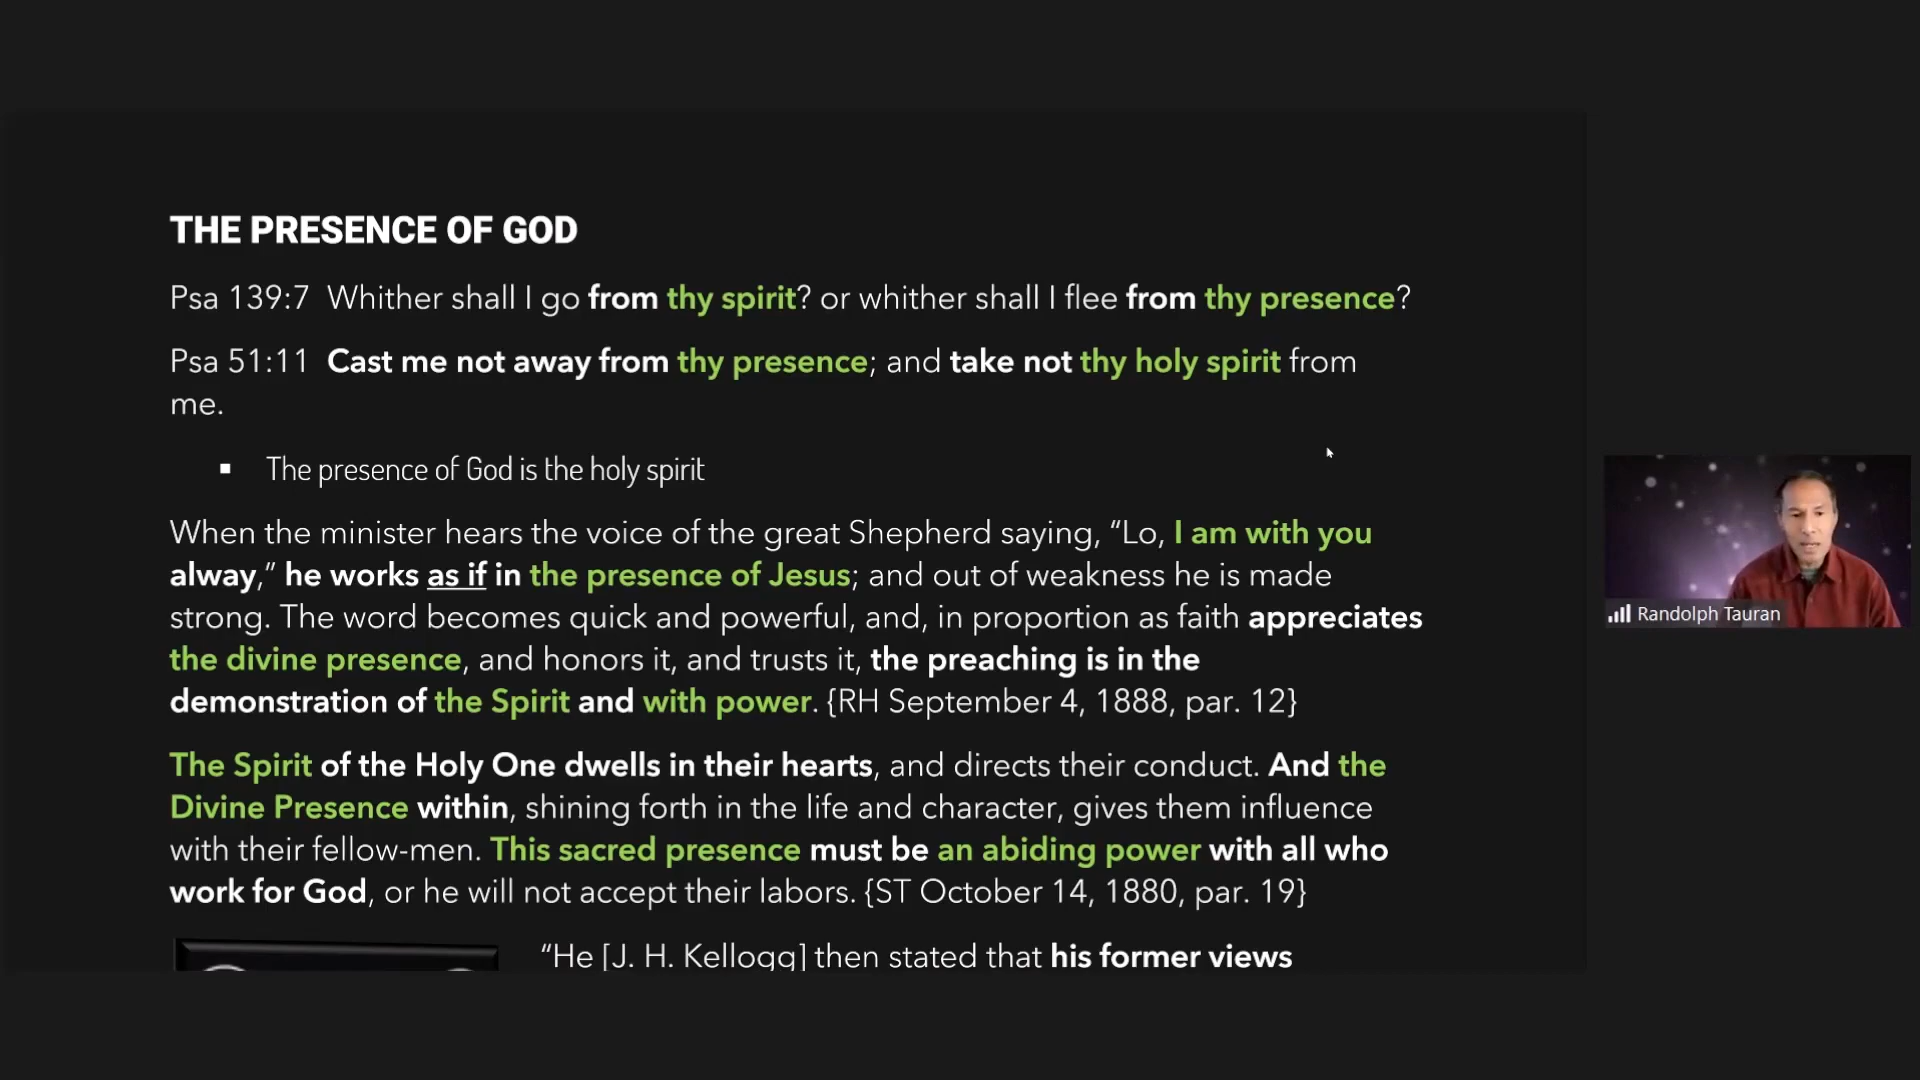 THE PRESENCE OF GOD
Psa 139:7 Whither shall I go from thy spirit? or whither shall I flee from thy presence?
Psa 51:11 Cast me not away from thy presence; and take not thy holy spirit from
me.
▪ The presence of God is the holy spirit
When the minister hears the voice of the great Shepherd saying, “Lo, I am with you
alway,” he works as if in the presence of Jesus; and out of weakness he is made
strong. The word becomes quick and powerful, and, in proportion as faith appreciates
the divine presence, and honors it, and trusts it, the preaching is in the
demonstration of the Spirit and with power. {RH September 4, 1888, par. 12}
The Spirit of the Holy One dwells in their hearts, and directs their conduct. And the
Divine Presence within, shining forth in the life and character, gives them influence
with their fellow-men. This sacred presence must be an abiding power with all who
work for God, or he will not accept their labors. {ST October 14, 1880, par. 19}
“He [J. H. Kellogg] then stated that his former views
Randolph Tauran